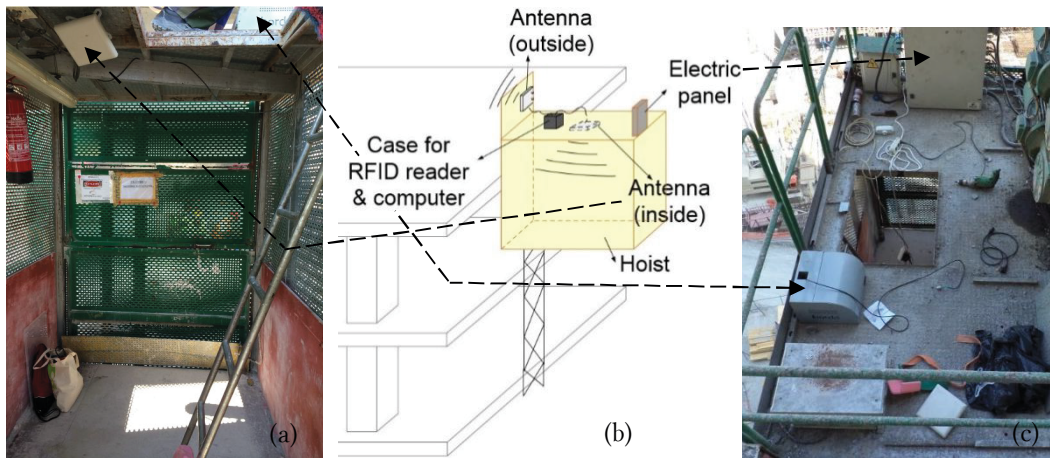 Antenna
(outside)
Electric
panel
Case for
RFID reader
& computer
Antenna
(inside)
Hoist
(a)
(b)
(c)